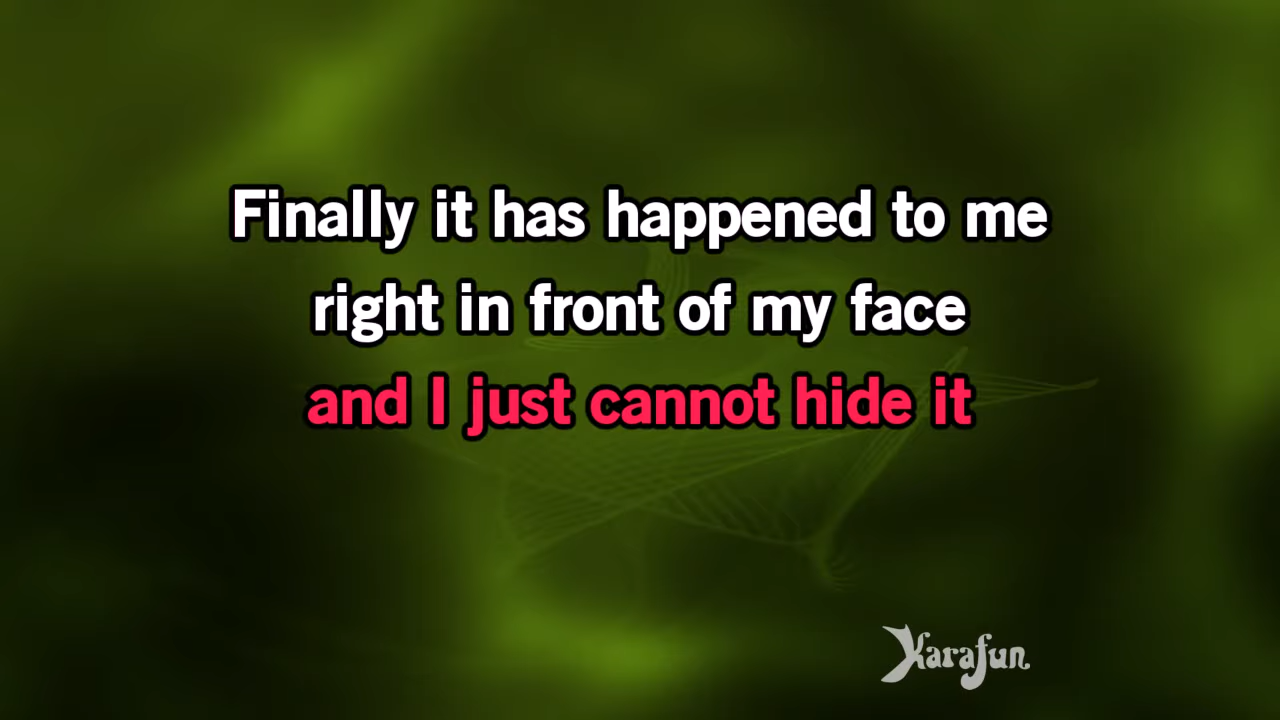 Finally it has happened to me
right in front of my face
and I just cannot hide it
Karafun